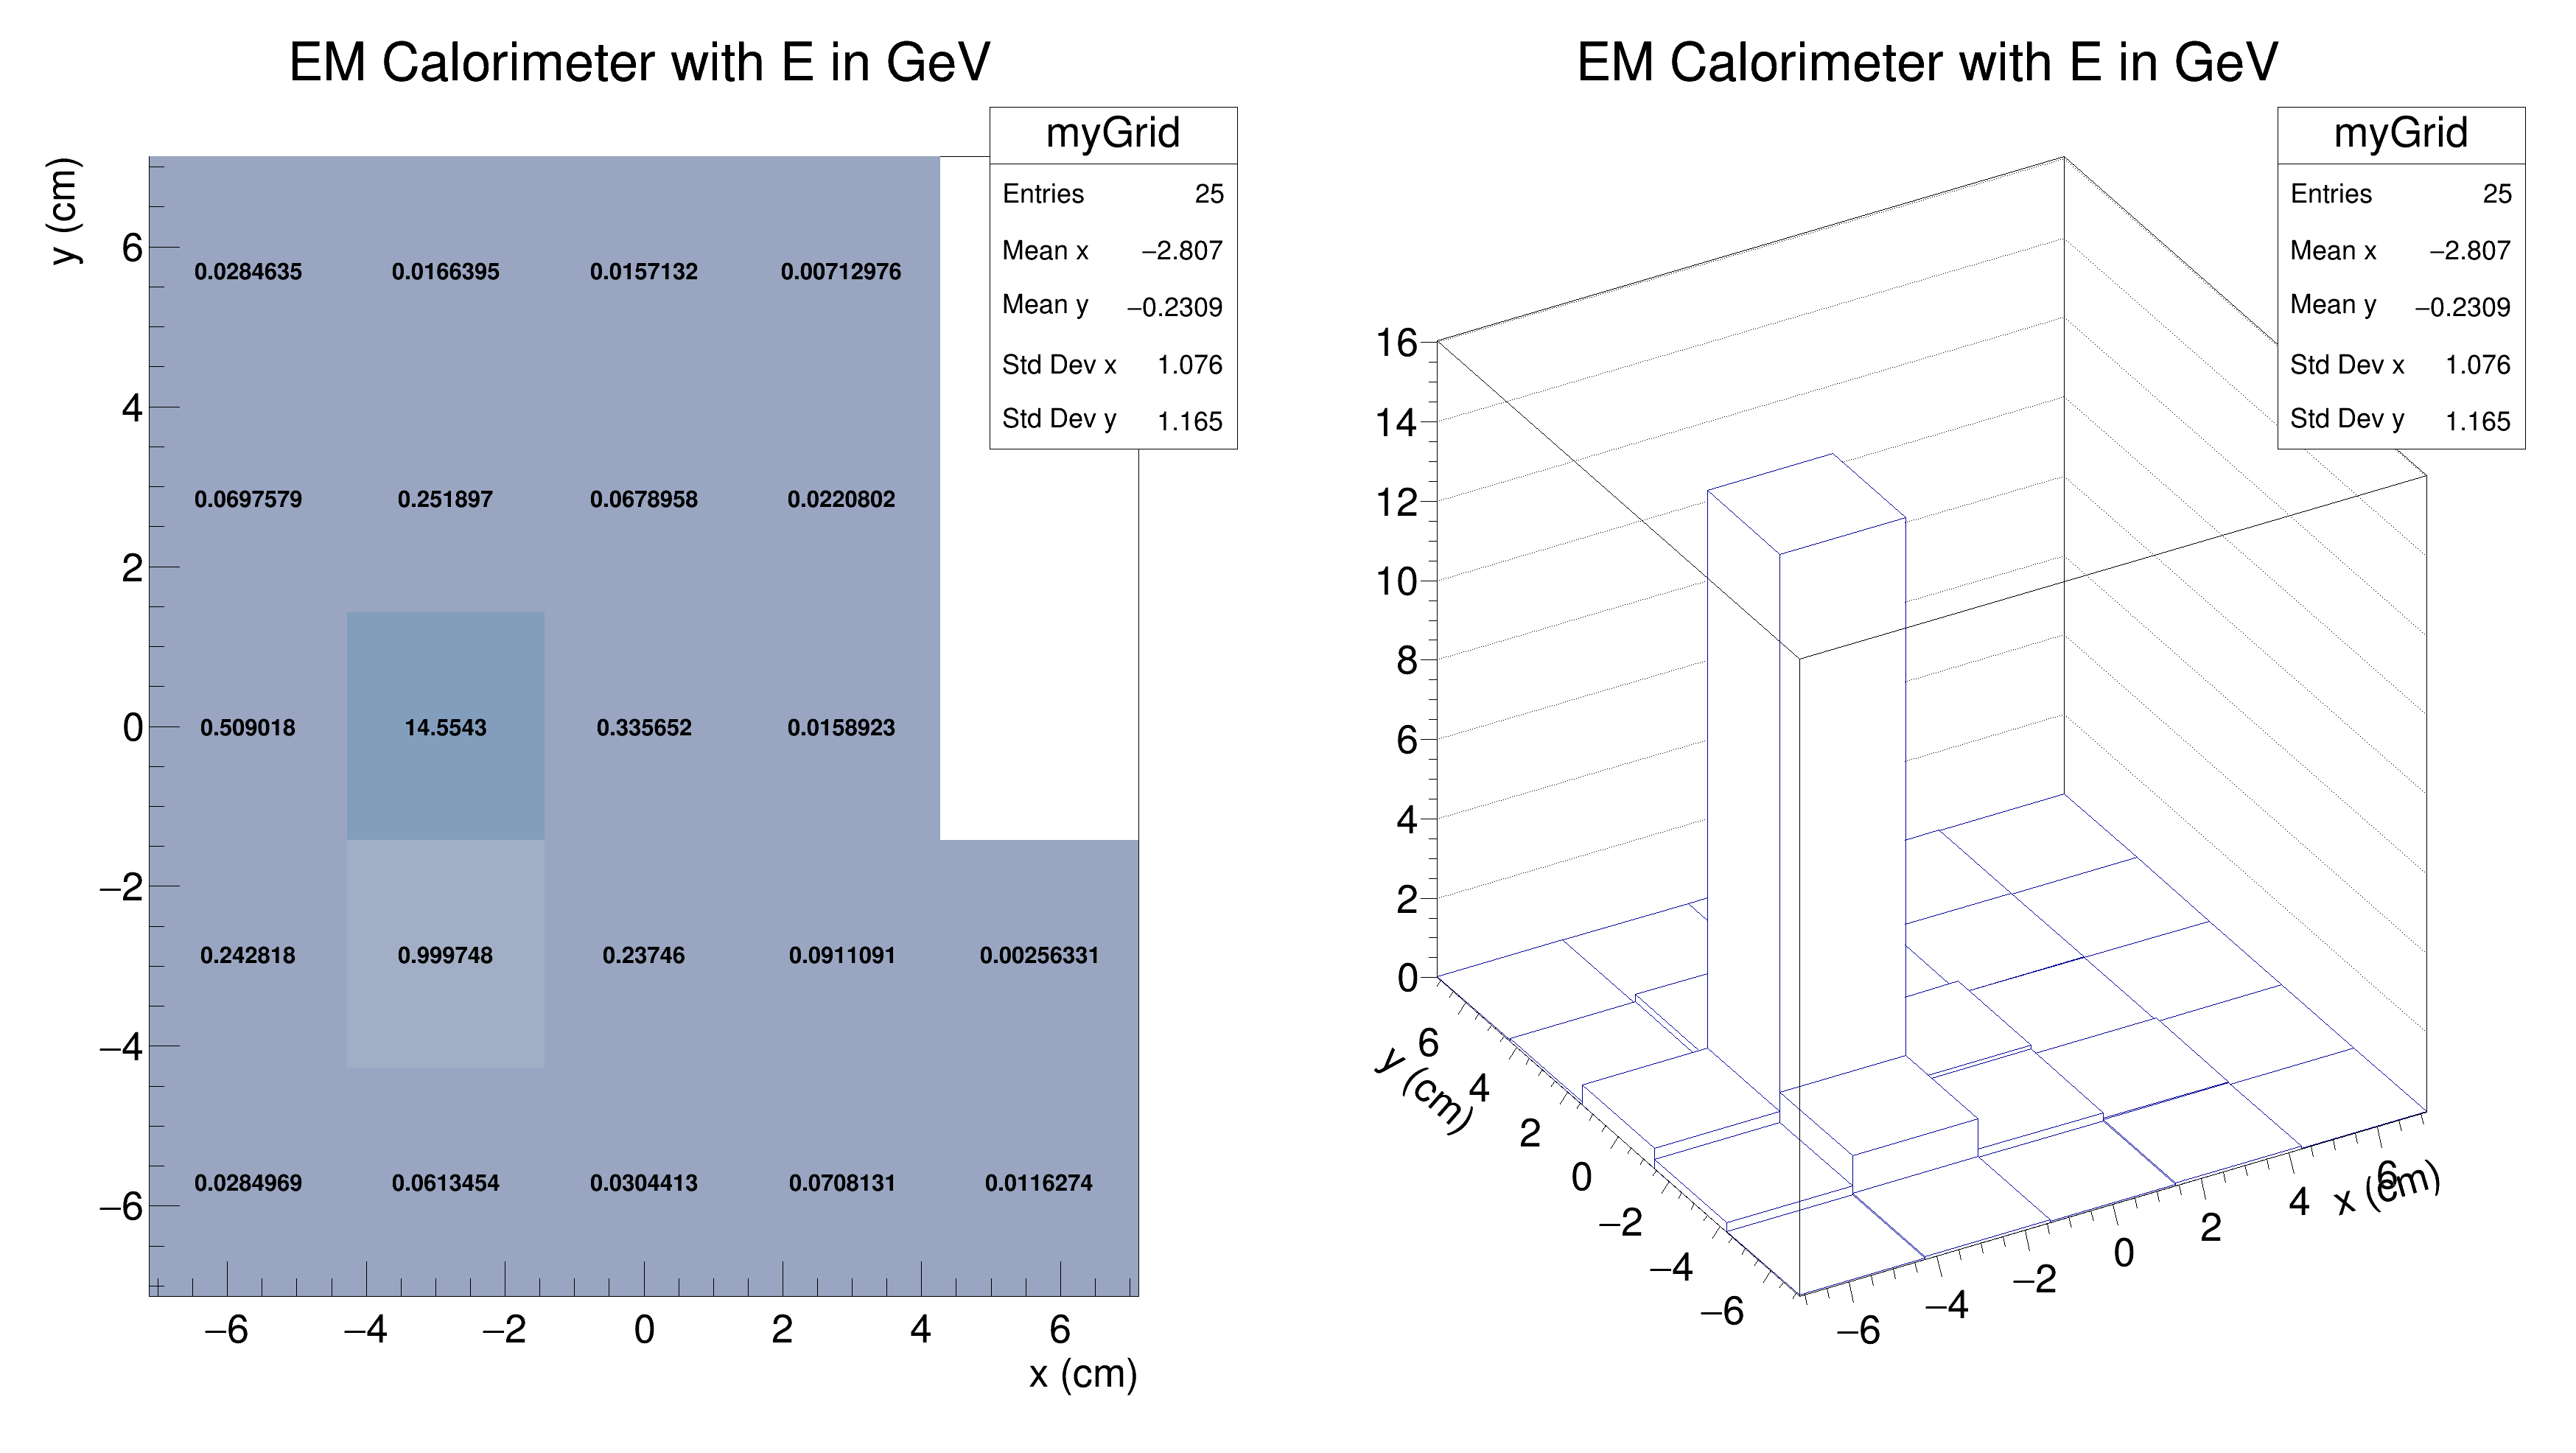 EM Calorimeter with E in GeV
myGrid
Entries 25
Mean x −2.807
Mean y −0.2309
Std Dev x 1.076
Std Dev y 1.165
y (cm)
6
4
2
0
−2
−4
−6
0.0284635 0.0166395 0.0157132 0.00712976
0.0697579 0.251897 0.0678958 0.0220802
0.509018 14.5543 0.335652 0.0158923
0.242818 0.999748 0.23746 0.0911091 0.00256331
0.0284969 0.0613454 0.0304413 0.0708131 0.0116274
−6 −4 −2 0 2 4 6
x (cm)
EM Calorimeter with E in GeV
myGrid
Entries 25
Mean x −2.807
Mean y −0.2309
Std Dev x 1.076
Std Dev y 1.165
16
14
12
10
8
6
4
2
0
6
4
2
0
−2
−4
−6
y (cm)
−6 −4 −2 0 2 4 6
x (cm)